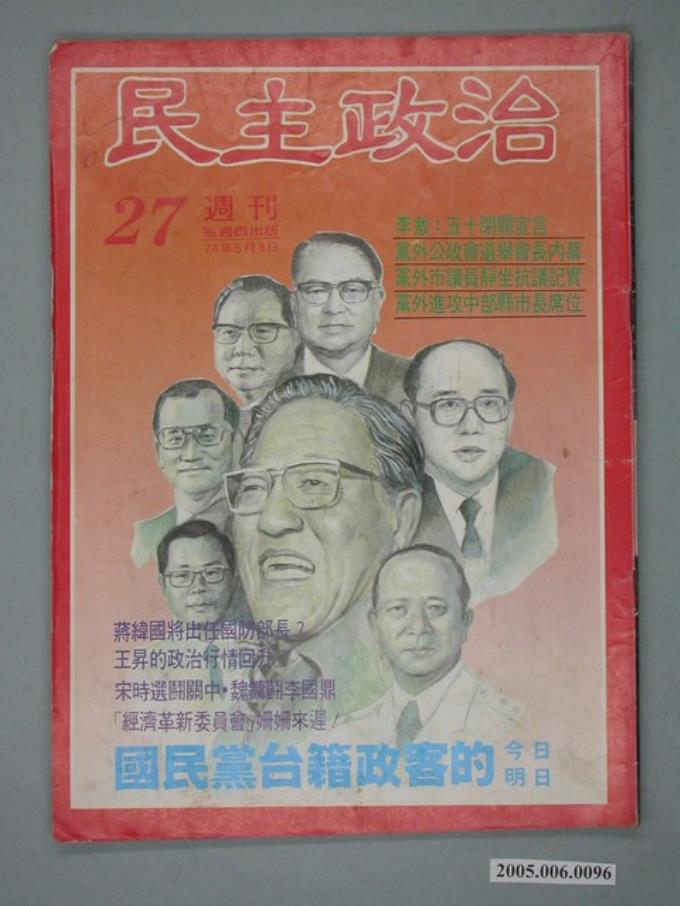 民主政治
27
週刊
每週四出版
74年5月3日
李敖：五十閉關宣言
黨外公政會選舉會長內幕
黨外市議員靜坐抗議記實
黨外進攻中部縣市長席位
蔣緯國將出任國防部長？
王昇的政治行情回升
宋時選鬪關中·魏鏞鬪李國鼎
「經濟革新委員會」姍姍來遲！
國民黨台籍政客的今日
明日
2005.006.0096